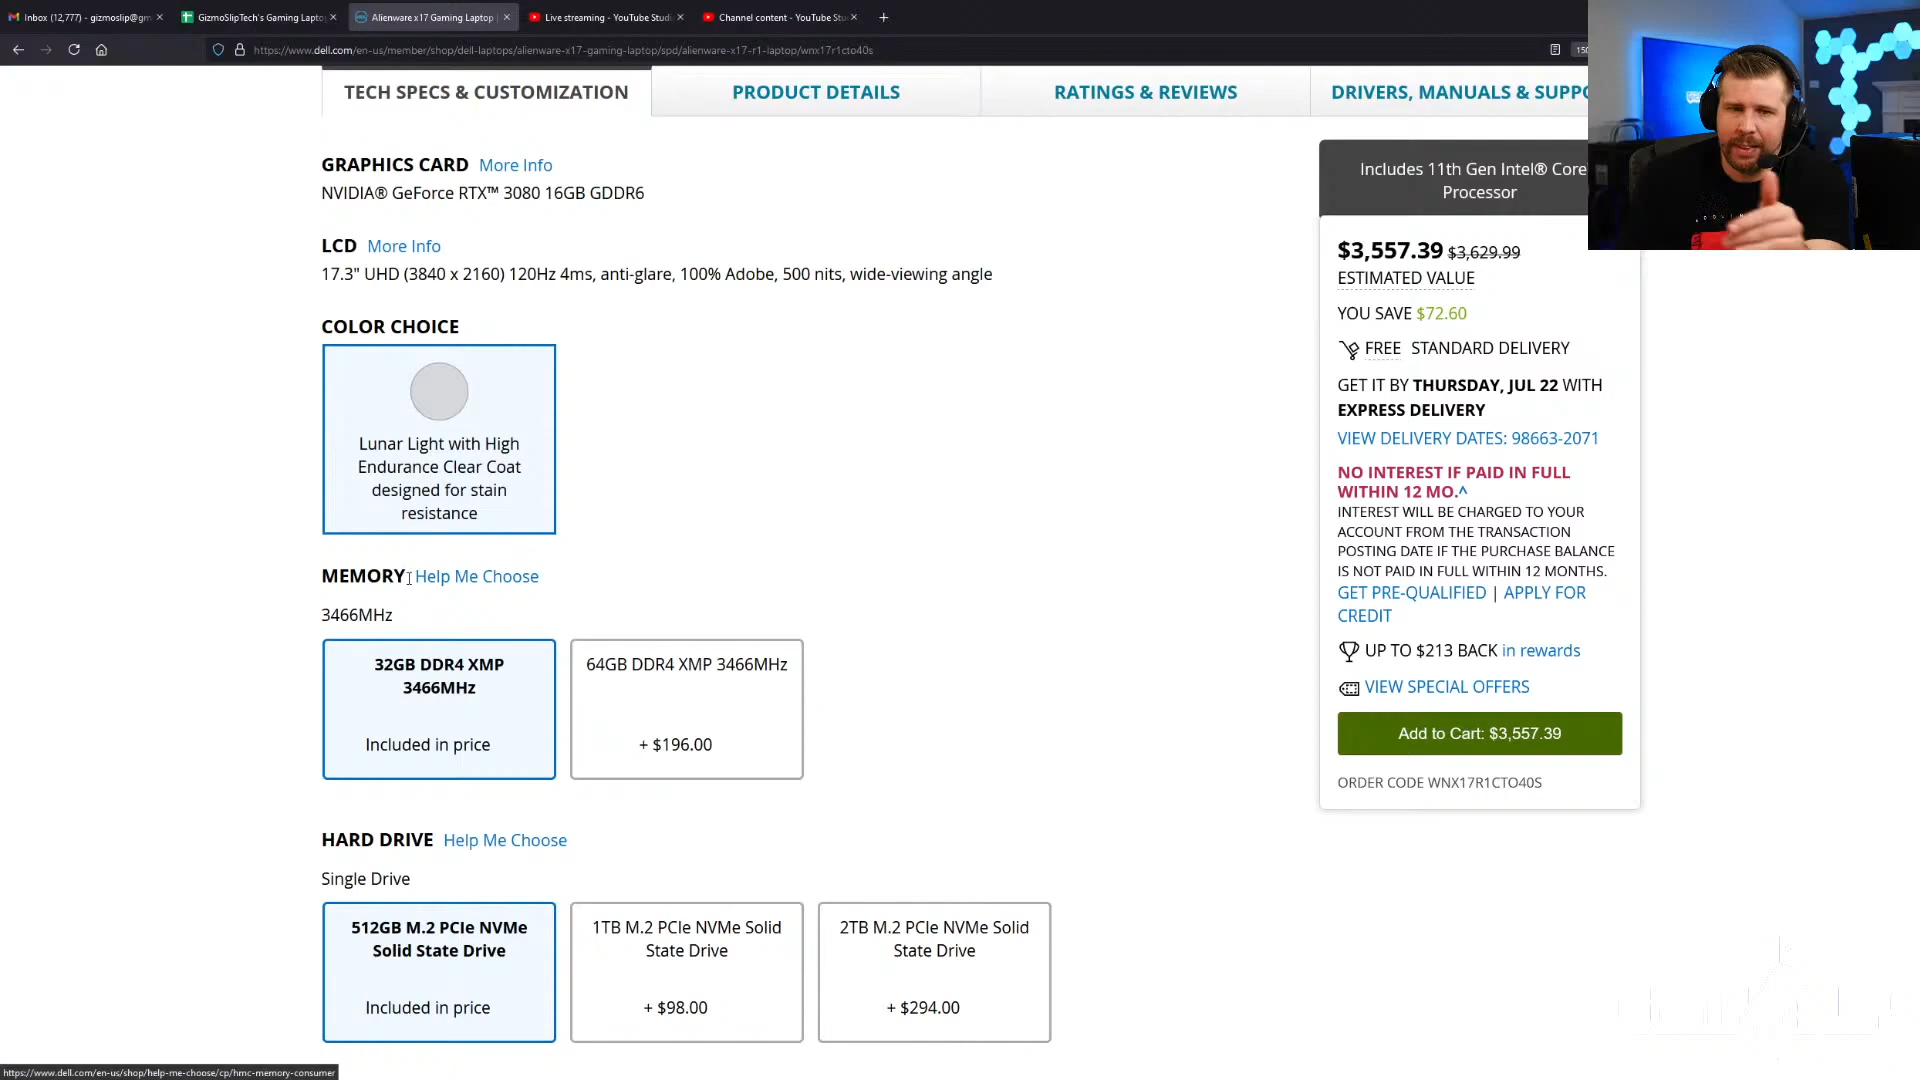 Inbox (12,777) - gizmoslip@gm
GizmoSlipTech's Gaming Lapto
Alienware x17 Gaming Laptop
Live streaming - YouTube Studi
Channel content - YouTube Stu
https://www.dell.com/en-us/member/shop/dell-laptops/alienware-x17-gaming-laptop/spd/alienware-x17-r1-laptop/wnx17r1cto40s
TECH SPECS & CUSTOMIZATION
PRODUCT DETAILS
RATINGS & REVIEWS
DRIVERS, MANUALS & SUPPO
GRAPHICS CARD More Info
NVIDIA® GeForce RTX™ 3080 16GB GDDR6
LCD More Info
17.3" UHD (3840 x 2160) 120Hz 4ms, anti-glare, 100% Adobe, 500 nits, wide-viewing angle
COLOR CHOICE
Lunar Light with High
Endurance Clear Coat
designed for stain
resistance
MEMORY Help Me Choose
3466MHz
32GB DDR4 XMP
3466MHz
Included in price
64GB DDR4 XMP 3466MHz
+ $196.00
HARD DRIVE Help Me Choose
Single Drive
512GB M.2 PCIe NVMe
Solid State Drive
Included in price
1TB M.2 PCIe NVMe Solid
State Drive
+ $98.00
2TB M.2 PCIe NVMe Solid
State Drive
+ $294.00
Includes 11th Gen Intel® Core
Processor
$3,557.39 $3,629.99
ESTIMATED VALUE
YOU SAVE $72.60
FREE STANDARD DELIVERY
GET IT BY THURSDAY, JUL 22 WITH
EXPRESS DELIVERY
VIEW DELIVERY DATES: 98663-2071
NO INTEREST IF PAID IN FULL
WITHIN 12 MO.^
INTEREST WILL BE CHARGED TO YOUR
ACCOUNT FROM THE TRANSACTION
POSTING DATE IF THE PURCHASE BALANCE
IS NOT PAID IN FULL WITHIN 12 MONTHS.
GET PRE-QUALIFIED | APPLY FOR
CREDIT
UP TO $213 BACK in rewards
VIEW SPECIAL OFFERS
Add to Cart: $3,557.39
ORDER CODE WNX17R1CTO40S
https://www.dell.com/en-us/shop/help-me-choose/cp/hmc-memory-consumer